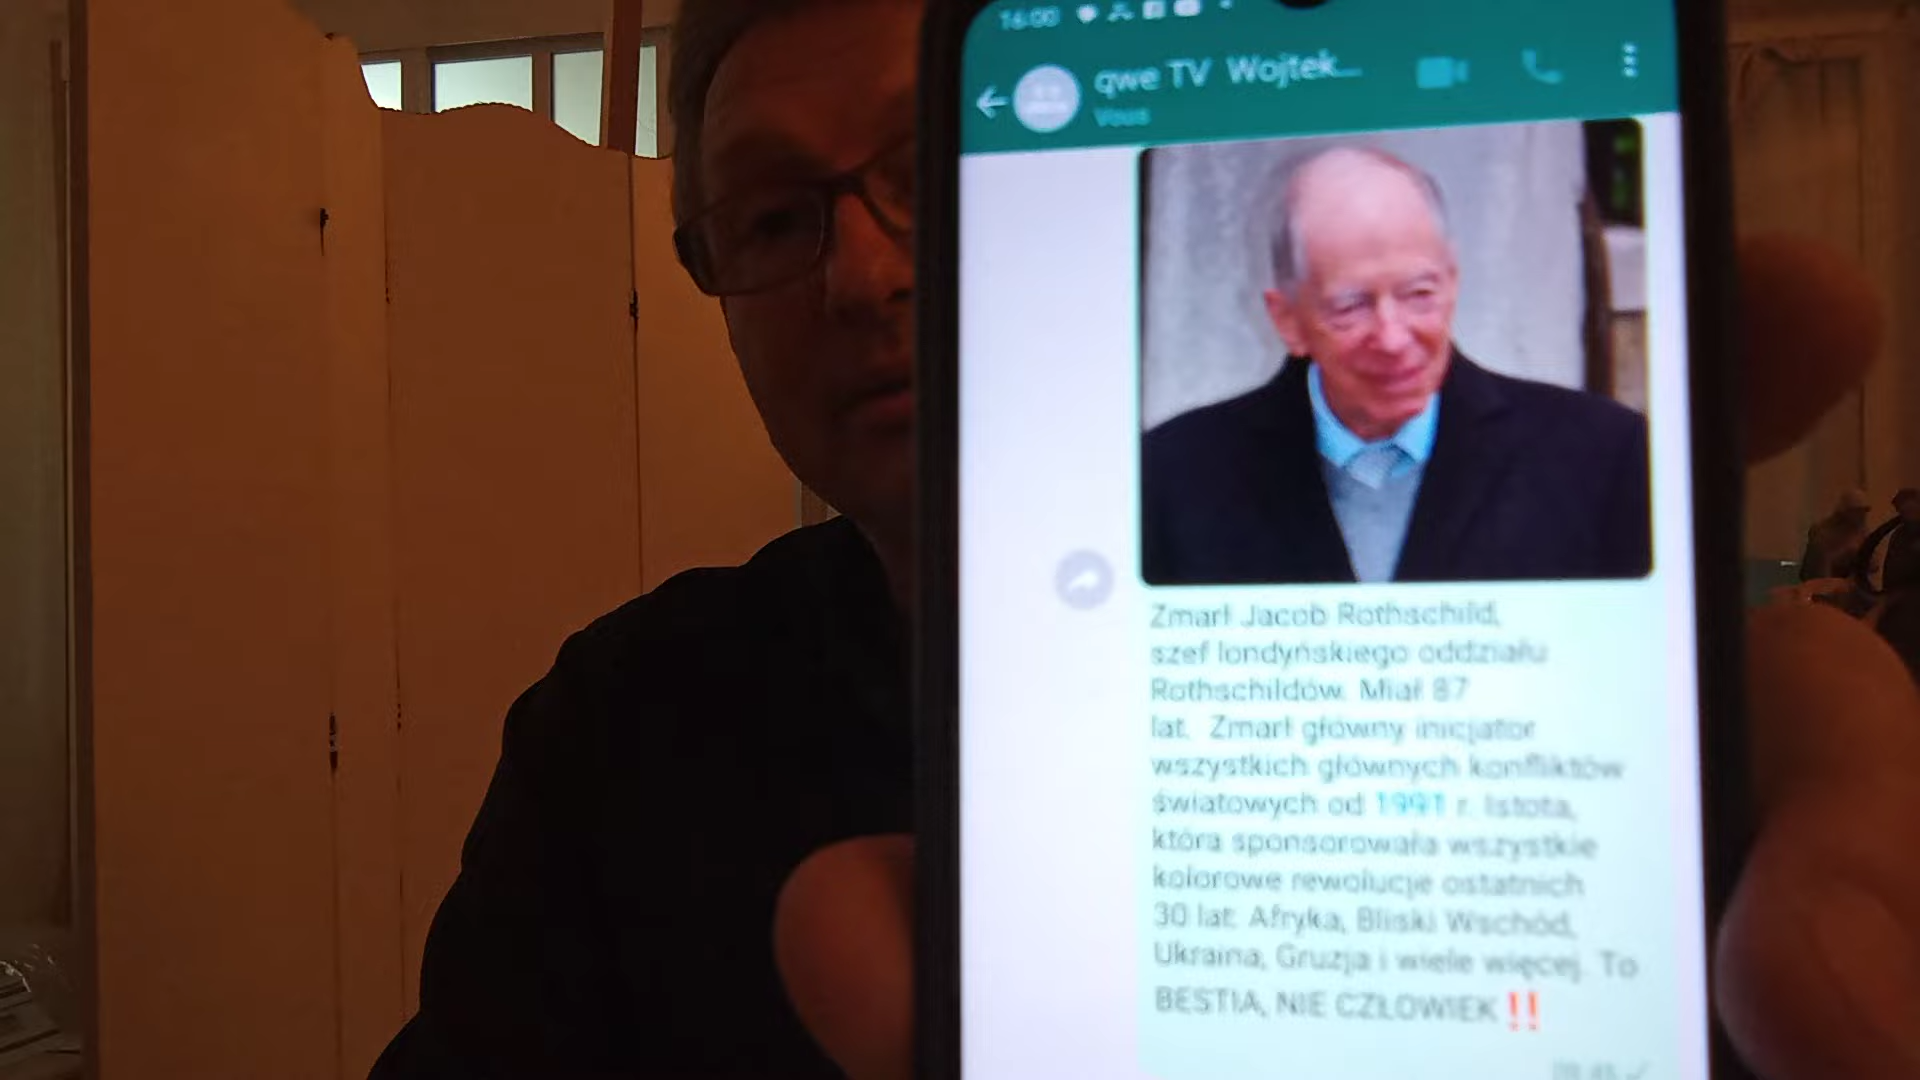 16:00
qwe TV Wojtek...
Vous
Zmarł Jacob Rothschild,
szef londyńskiego oddziału
Rothschildów. Miał 87
lat. Zmarł główny inicjator
wszystkich głównych konfliktów
światowych od 1991 r. Istota,
która sponsorowała wszystkie
kolorowe rewolucje ostatnich
30 lat. Afryka, Bliski Wschód,
Ukraina, Gruzja i wiele więcej. To
BESTIA, NIE CZŁOWIEK ‼